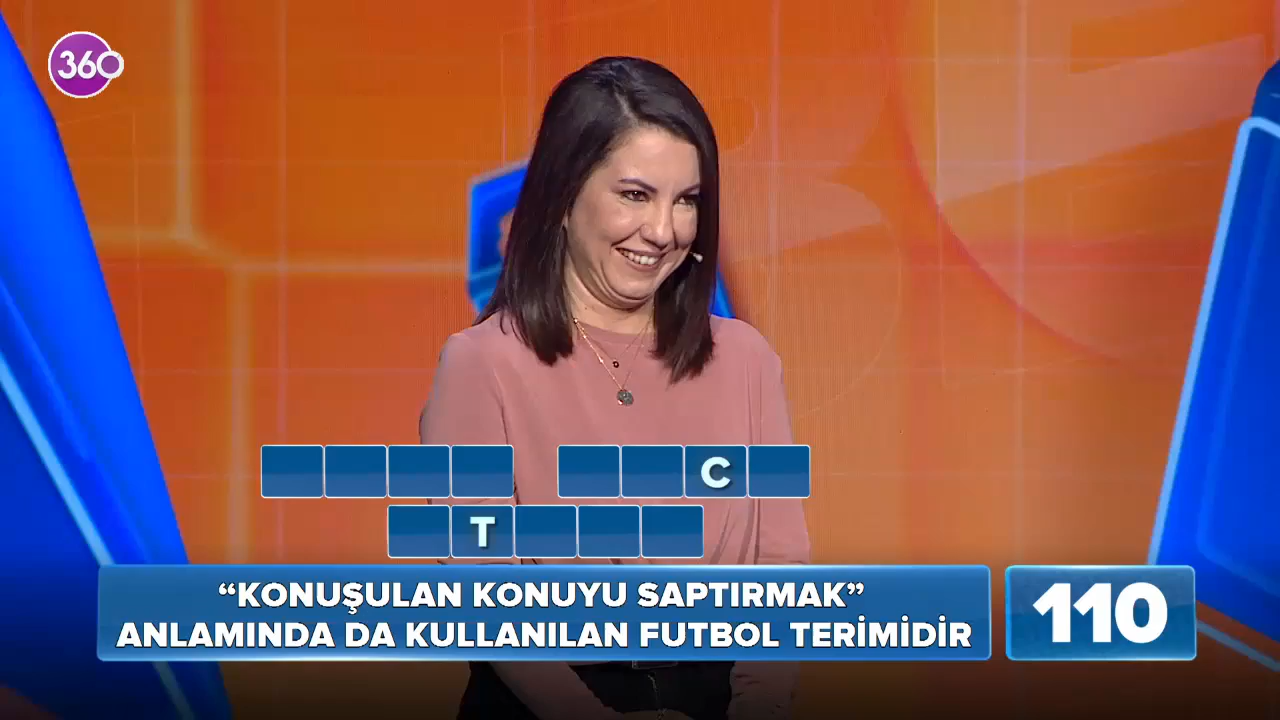 360
C
T
“KONUŞULAN KONUYU SAPTIRMAK”
ANLAMINDA DA KULLANILAN FUTBOL TERİMİDİR
110